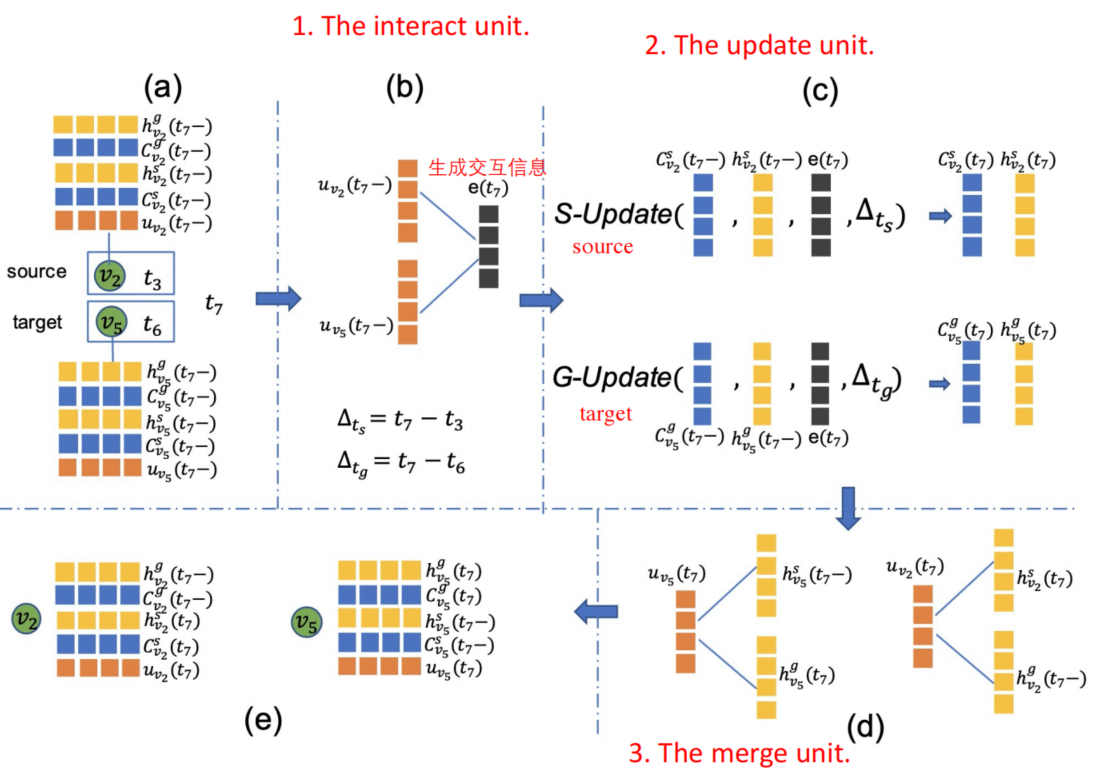 1. The interact unit.
2. The update unit.
(a)
h^g_{v_2}(t_7−)
C^g_{v_2}(t_7−)
h^s_{v_2}(t_7−)
C^s_{v_2}(t_7−)
u_{v_2}(t_7−)
source
v_2 t_3
t_7
target
v_5 t_6
h^g_{v_5}(t_7−)
C^g_{v_5}(t_7−)
h^s_{v_5}(t_7−)
C^s_{v_5}(t_7−)
u_{v_5}(t_7−)
(b)
生成交互信息
u_{v_2}(t_7−)
e(t_7)
u_{v_5}(t_7−)
Δ_{t_s} = t_7 − t_3
Δ_{t_g} = t_7 − t_6
(c)
C^s_{v_2}(t_7−) h^s_{v_2}(t_7−) e(t_7)
C^s_{v_2}(t_7) h^s_{v_2}(t_7)
S-Update( , , ,Δ_{t_s})
source
C^g_{v_5}(t_7) h^g_{v_5}(t_7)
G-Update( , , ,Δ_{t_g})
target
C^g_{v_5}(t_7−) h^g_{v_5}(t_7−) e(t_7)
u_{v_5}(t_7)
h^s_{v_5}(t_7−)
h^g_{v_5}(t_7)
u_{v_2}(t_7)
h^s_{v_2}(t_7)
h^g_{v_2}(t_7−)
(d)
3. The merge unit.
v_2
h^g_{v_2}(t_7−)
C^g_{v_2}(t_7−)
h^s_{v_2}(t_7)
C^s_{v_2}(t_7)
u_{v_2}(t_7)
v_5
h^g_{v_5}(t_7)
C^g_{v_5}(t_7)
h^s_{v_5}(t_7−)
C^s_{v_5}(t_7−)
u_{v_5}(t_7)
(e)